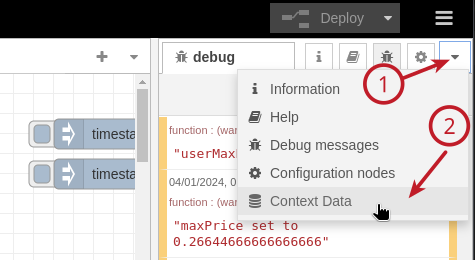 Deploy
debug
1
Information
Help
Debug messages
Configuration nodes
Context Data
2
timesta
timesta
function : (war
"userMax
04/01/2024, 0
function : (war
"maxPrice set to
0.26644666666666666"